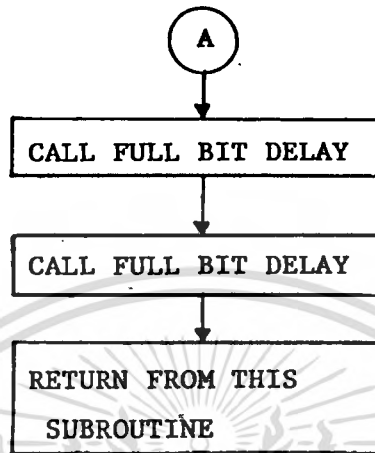 A
CALL FULL BIT DELAY
CALL FULL BIT DELAY
RETURN FROM THIS
SUBROUTINE